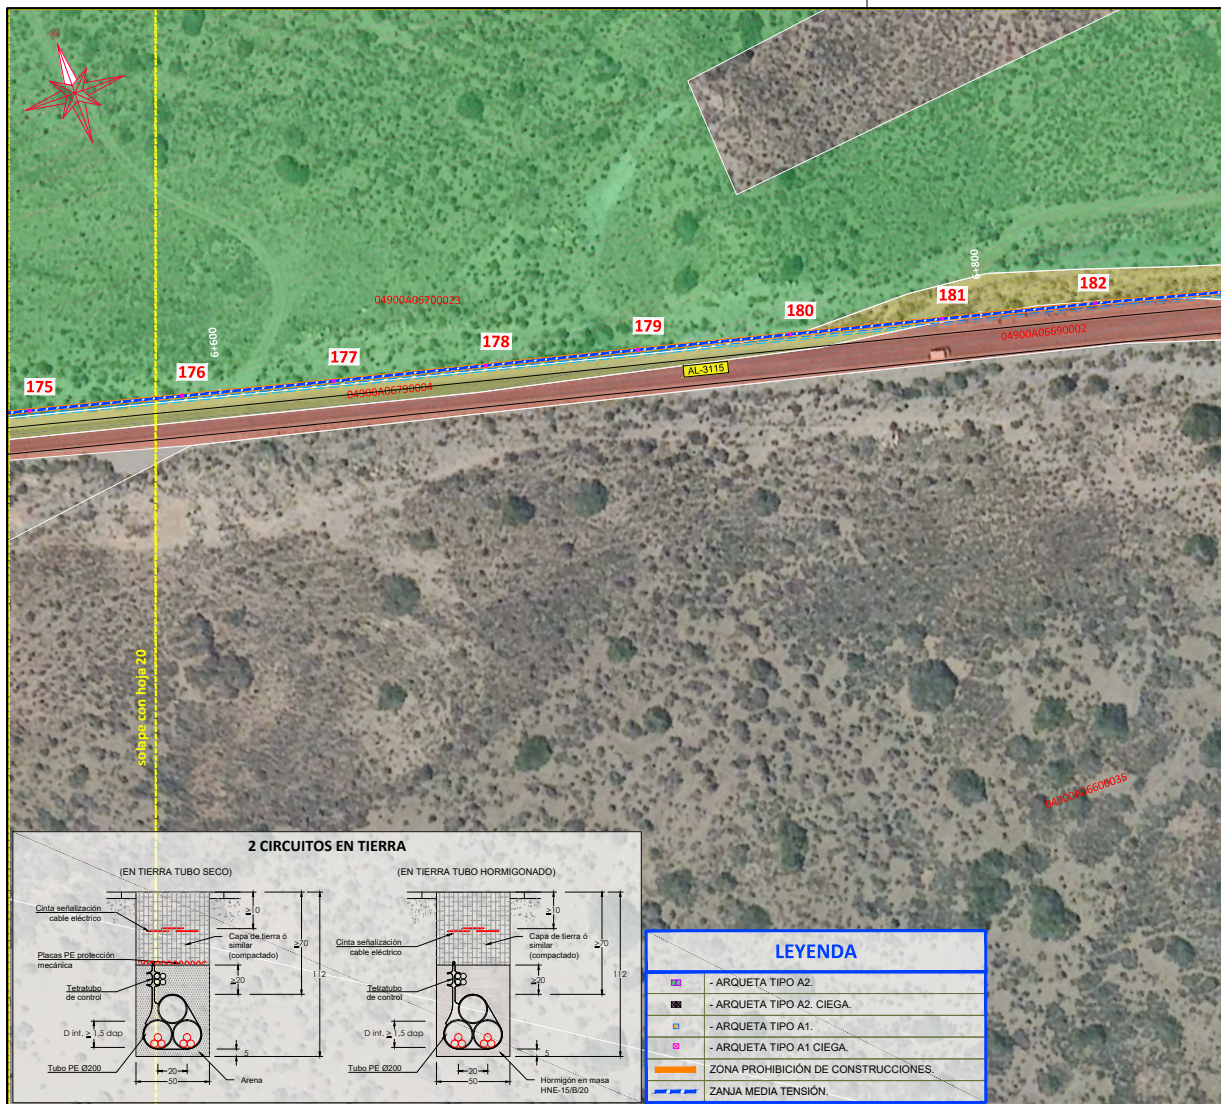 04900A06700023
6+800
182
181
180
179
178
177
176
175
6+600
04900A06690002
AL-3115
04900A06790004
solape con hoja 20
04900A06600035
2 CIRCUITOS EN TIERRA
(EN TIERRA TUBO SECO)
Cinta señalización
cable eléctrico
Placas PE protección
mecánica
Tetratubo
de control
D int. ≥ 1,5 dap
Tubo PE Ø200
Capa de tierra ó
similar
(compactado)
Arena
≥10
≥70
≥20
112
5
20
50
(EN TIERRA TUBO HORMIGONADO)
Cinta señalización
cable eléctrico
Tetratubo
de control
D int. ≥ 1,5 dap
Tubo PE Ø200
Capa de tierra ó
similar
(compactado)
Hormigón en masa
HNE-15/B/20
≥10
≥70
≥20
112
5
20
50
LEYENDA
- ARQUETA TIPO A2.
- ARQUETA TIPO A2. CIEGA.
- ARQUETA TIPO A1.
- ARQUETA TIPO A1 CIEGA.
ZONA PROHIBICIÓN DE CONSTRUCCIONES.
ZANJA MEDIA TENSIÓN.